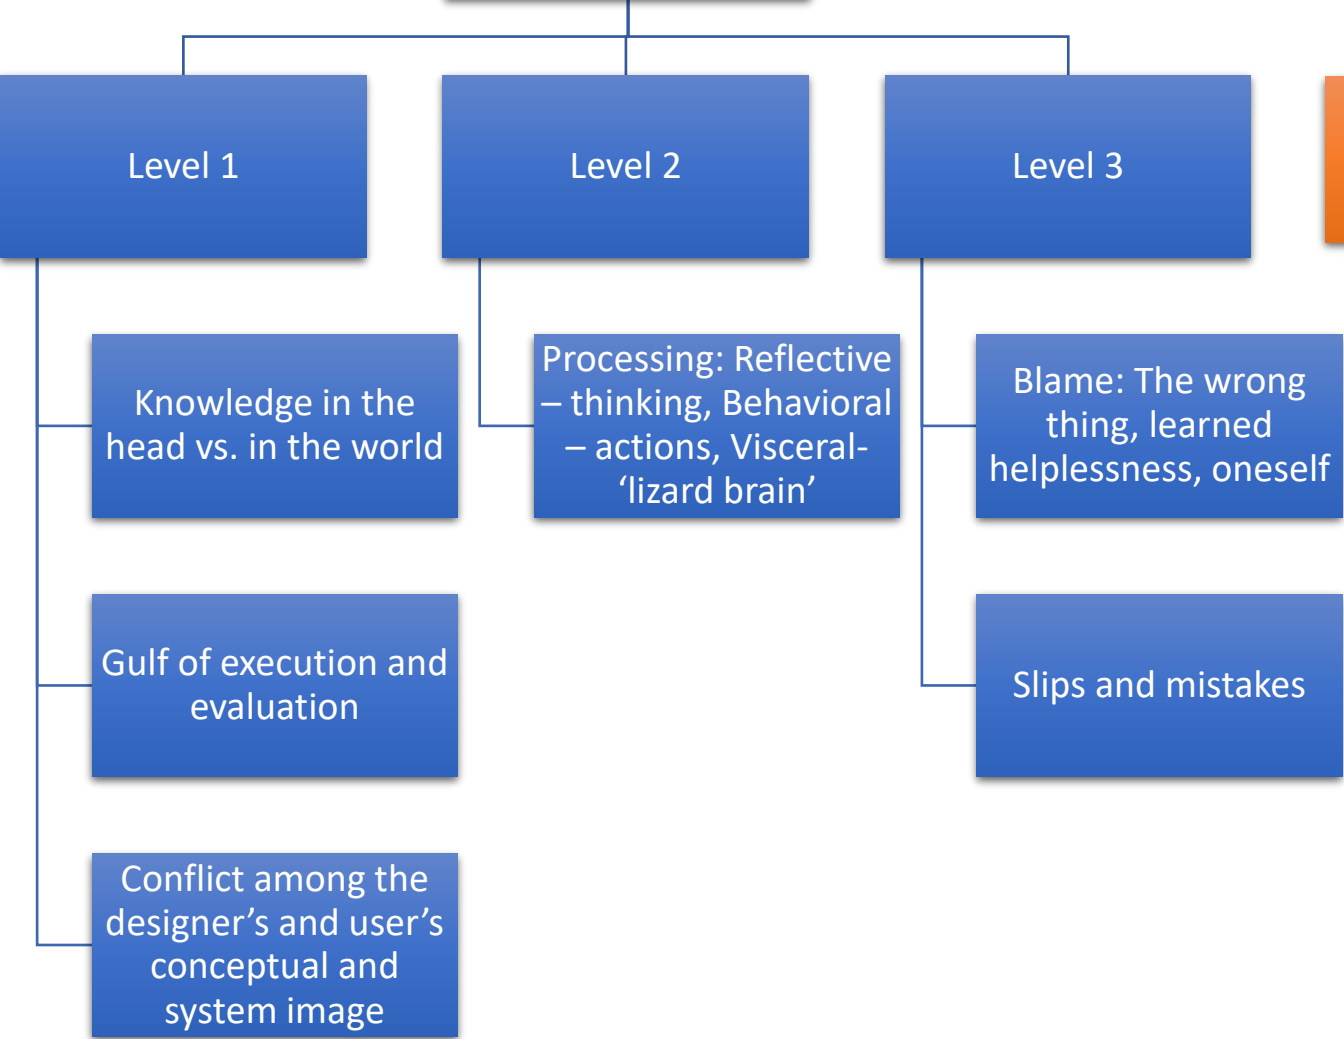 Level 1
Level 2
Level 3
Knowledge in the
head vs. in the world
Processing: Reflective
– thinking, Behavioral
– actions, Visceral-
‘lizard brain’
Blame: The wrong
thing, learned
helplessness, oneself
Gulf of execution and
evaluation
Slips and mistakes
Conflict among the
designer’s and user’s
conceptual and
system image